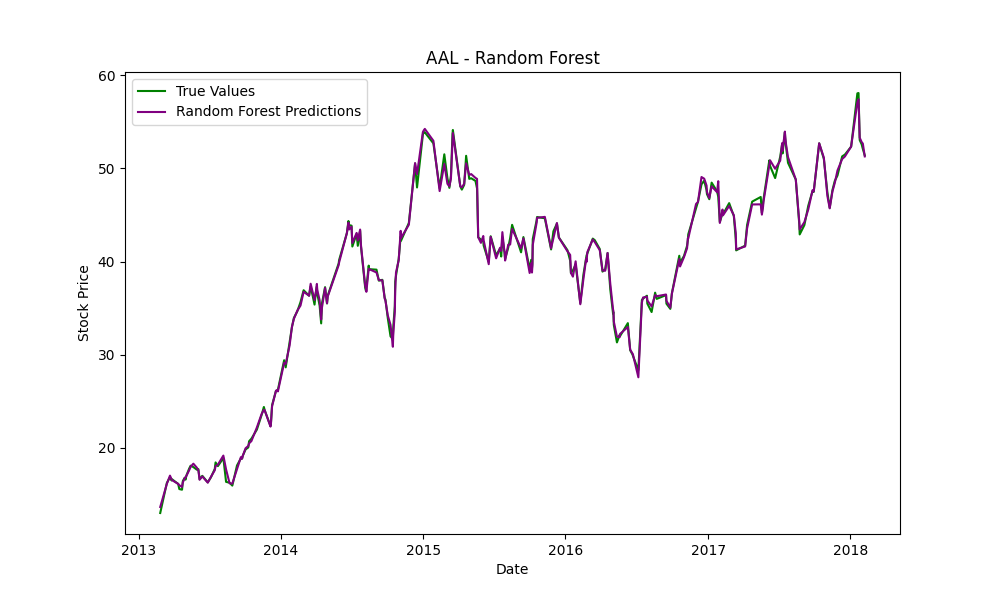 AAL - Random Forest
True Values
Random Forest Predictions
60
50
40
30
20
Stock Price
2013 2014 2015 2016 2017 2018
Date